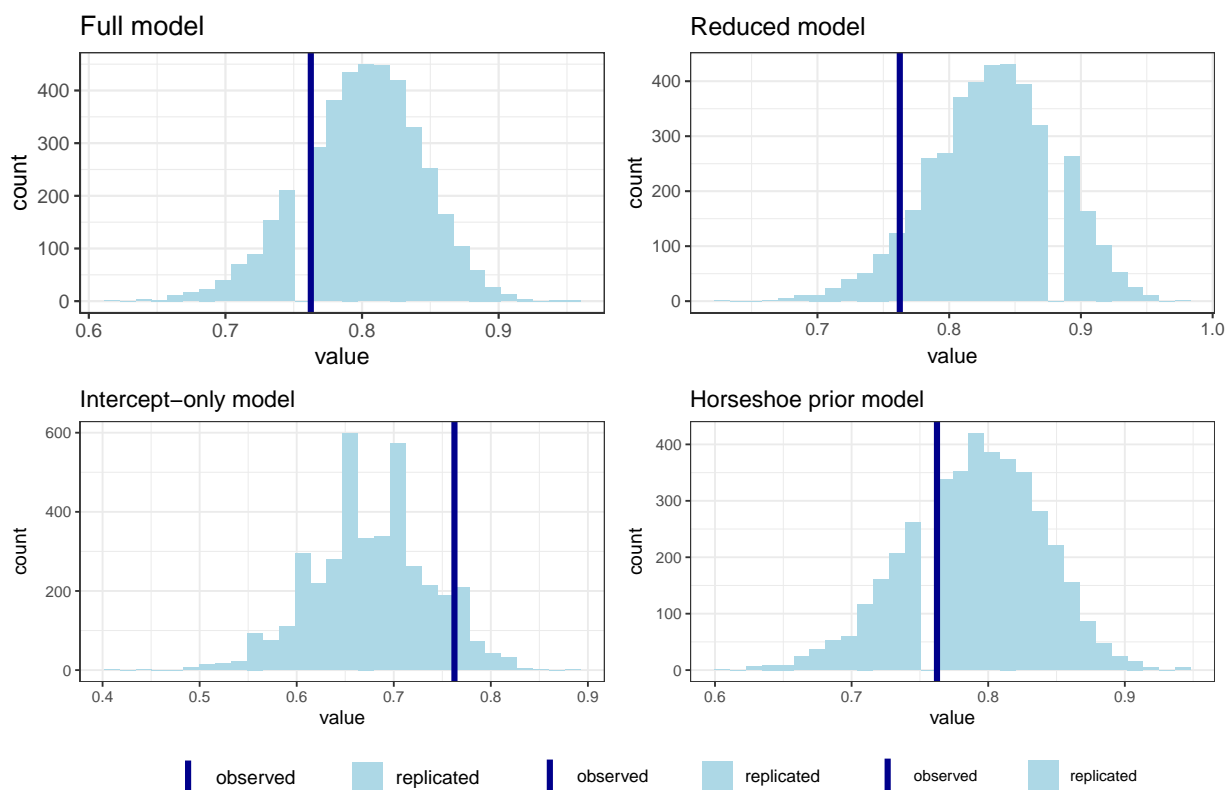 Full model
count
400
300
200
100
0
0.6 0.7 0.8 0.9
value
Reduced model
count
400
300
200
100
0
0.7 0.8 0.9 1.0
value
Intercept−only model
count
600
400
200
0
0.4 0.5 0.6 0.7 0.8 0.9
value
Horseshoe prior model
count
400
300
200
100
0
0.6 0.7 0.8 0.9
value
observed replicated observed replicated observed replicated